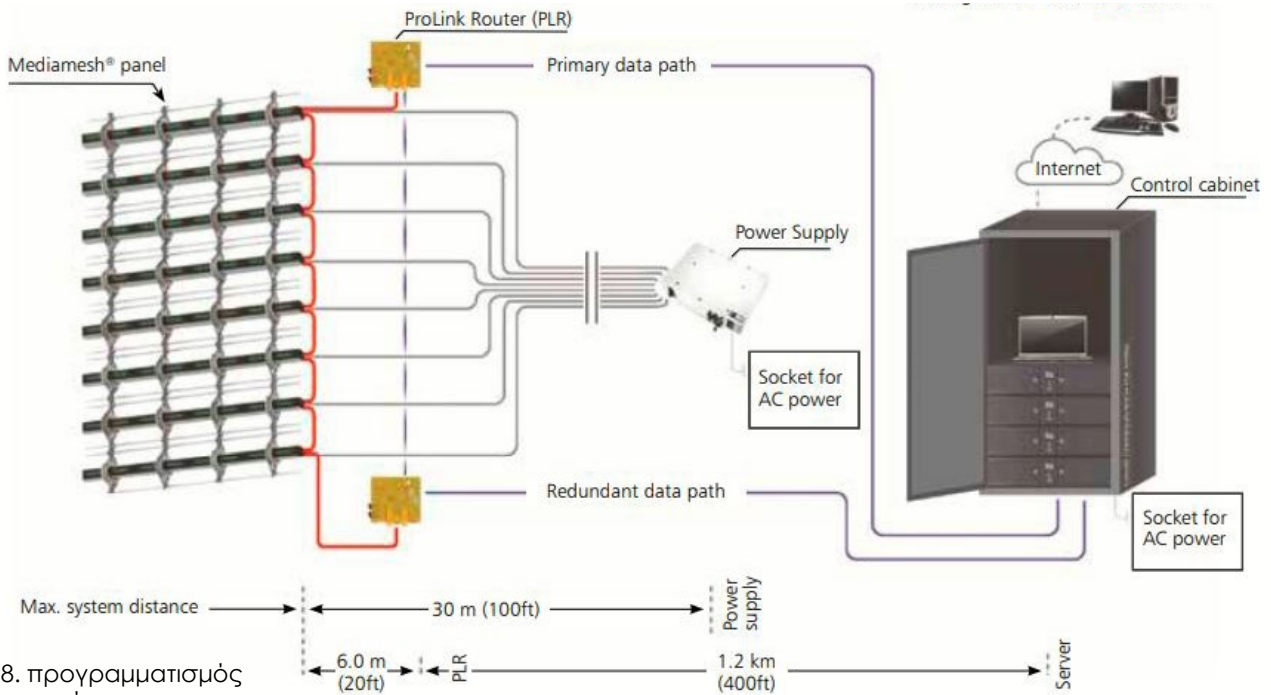 ProLink Router (PLR)
Mediamesh® panel
Primary data path
Internet
Control cabinet
Power Supply
Socket for
AC power
Redundant data path
Socket for
AC power
Max. system distance
30 m (100ft)
Power
supply
6.0 m
(20ft)
PLR
1.2 km
(400ft)
Server
8. προγραμματισμός